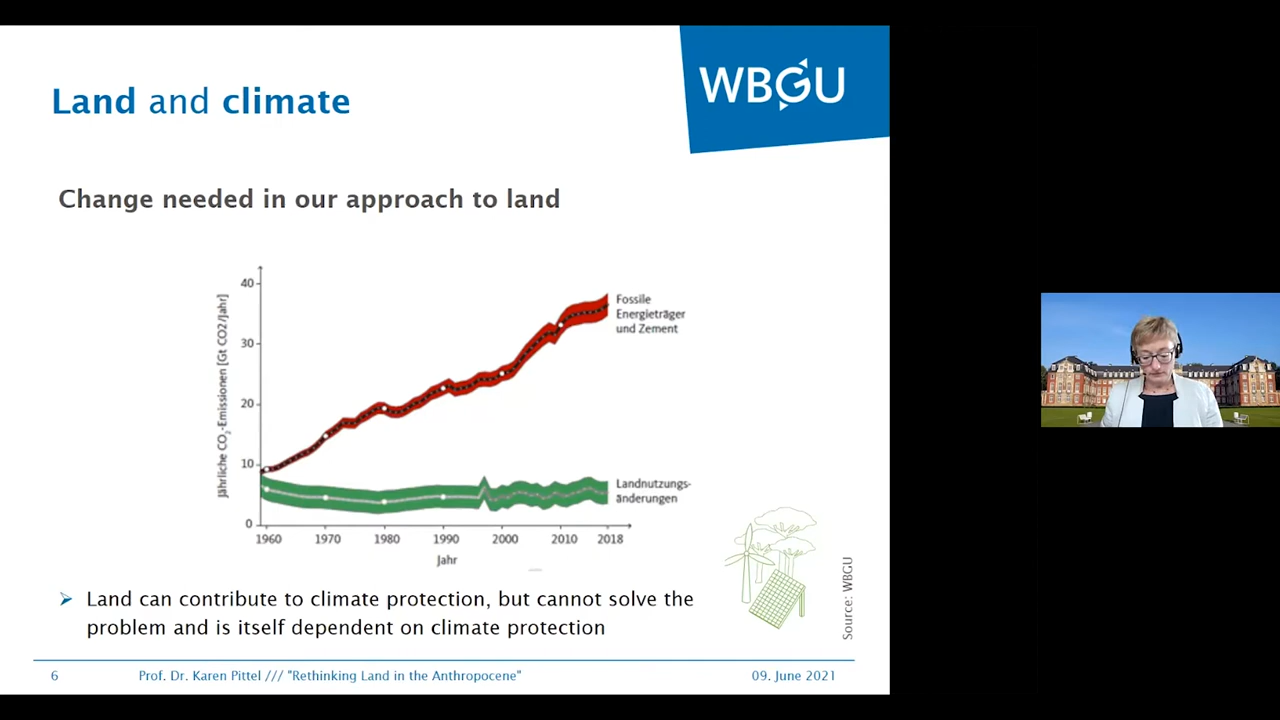 WBGU
Land and climate
Change needed in our approach to land
Jährliche CO2-Emissionen [Gt CO2/Jahr]
40
30
20
10
0
1960
1970
1980
1990
2000
2010
2018
Jahr
Fossile
Energieträger
und Zement
Landnutzungs-
änderungen
Source: WBGU
➤ Land can contribute to climate protection, but cannot solve the
problem and is itself dependent on climate protection
6
Prof. Dr. Karen Pittel /// "Rethinking Land in the Anthropocene"
09. June 2021